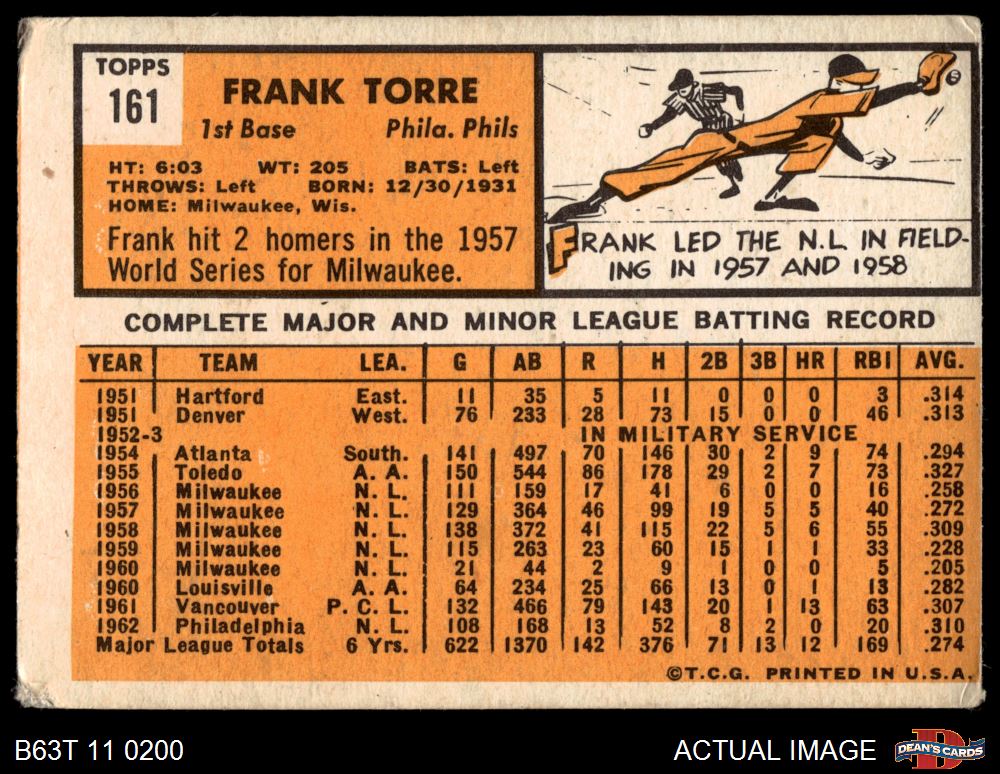 TOPPS
161
FRANK TORRE
1st Base Phila. Phils
HT: 6:03 WT: 205 BATS: Left
THROWS: Left BORN: 12/30/1931
HOME: Milwaukee, Wis.
Frank hit 2 homers in the 1957
World Series for Milwaukee.
FRANK LED THE N.L IN FIELD-
ING IN 1957 AND 1958
COMPLETE MAJOR AND MINOR LEAGUE BATTING RECORD
YEAR TEAM LEA. G AB R H 2B 3B HR RBI AVG.
1951 Hartford East. 11 35 5 11 0 0 0 3 .314
1951 Denver West. 76 233 28 73 15 0 0 46 .313
1952-3 IN MILITARY SERVICE
1954 Atlanta South. 141 497 70 146 30 2 9 74 .294
1955 Toledo A. A. 150 544 86 178 29 2 7 73 .327
1956 Milwaukee N. L. 111 159 17 41 6 0 0 16 .258
1957 Milwaukee N. L. 129 364 46 99 19 5 5 40 .272
1958 Milwaukee N. L. 138 372 41 115 22 5 6 55 .309
1959 Milwaukee N. L. 115 263 23 60 15 1 1 33 .228
1960 Milwaukee N. L. 21 44 2 9 1 0 0 5 .205
1960 Louisville A. A. 64 234 25 66 13 0 1 13 .282
1961 Vancouver P. C. L. 132 466 79 143 20 1 13 63 .307
1962 Philadelphia N. L. 108 168 13 52 8 2 0 20 .310
Major League Totals 6 Yrs. 622 1370 142 376 71 13 12 169 .274
©T.C.G. PRINTED IN U.S.A.
B63T 11 0200 ACTUAL IMAGE D DEAN'S CARDS